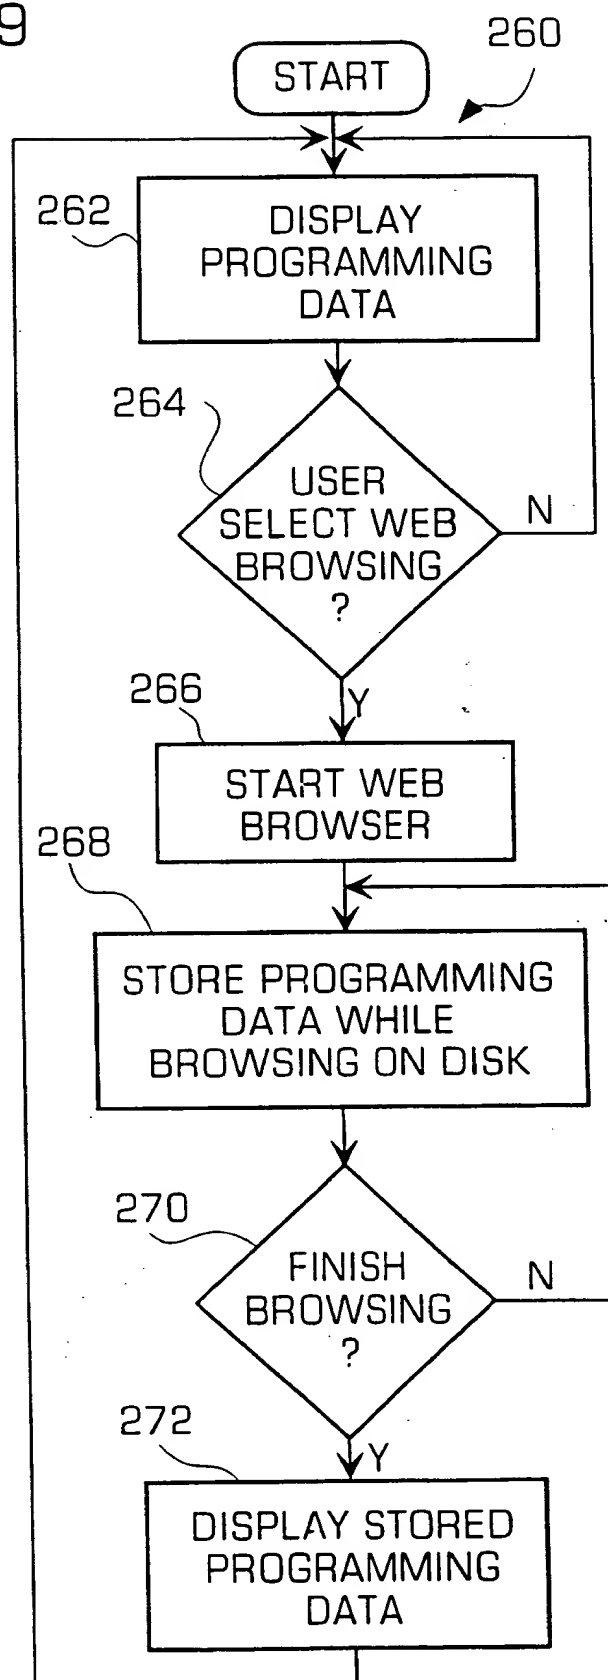 9
260
START
262
DISPLAY
PROGRAMMING
DATA
264
USER
SELECT WEB
BROWSING
?
N
Y
266
START WEB
BROWSER
268
STORE PROGRAMMING
DATA WHILE
BROWSING ON DISK
270
FINISH
BROWSING
?
N
Y
272
DISPLAY STORED
PROGRAMMING
DATA